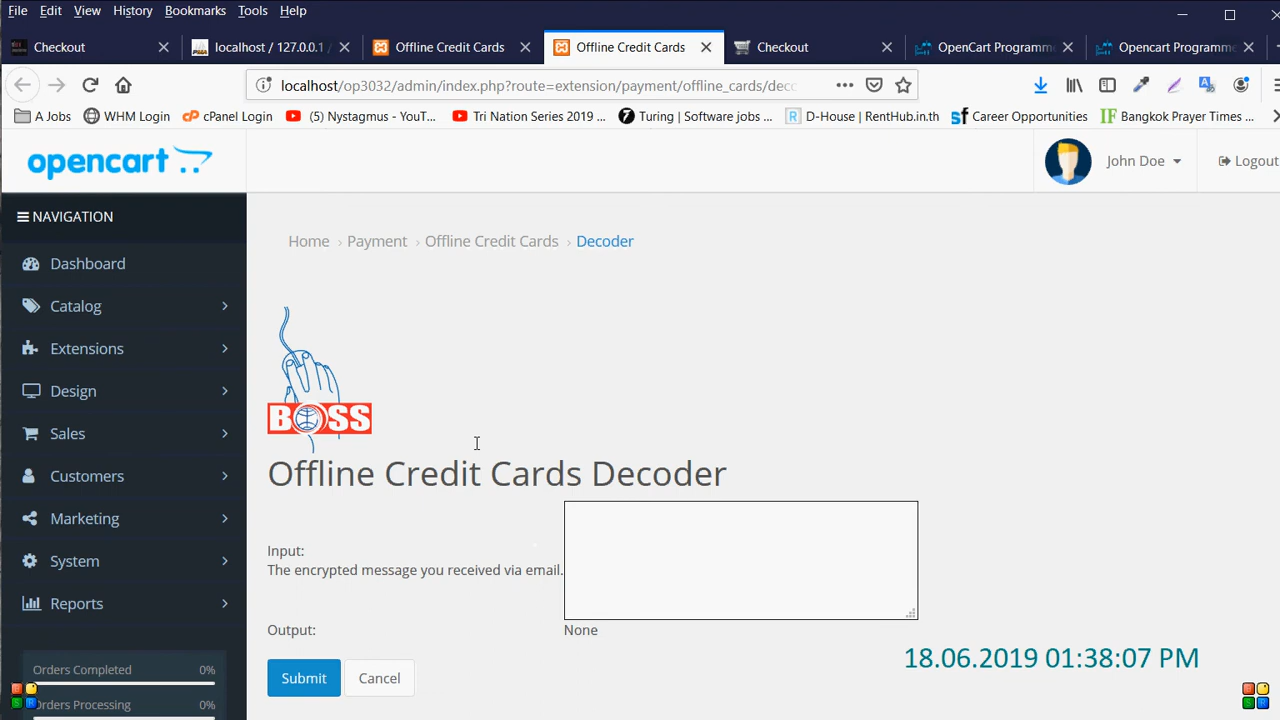 File Edit View History Bookmarks Tools Help
Checkout
localhost / 127.0.0.1 /
Offline Credit Cards
Offline Credit Cards
Checkout
OpenCart Programme
Opencart Programme
localhost/op3032/admin/index.php?route=extension/payment/offline_cards/deco
A Jobs
WHM Login
cPanel Login
(5) Nystagmus - YouT...
Tri Nation Series 2019 ...
Turing | Software jobs ...
D-House | RentHub.in.th
Career Opportunities
Bangkok Prayer Times ...
opencart
John Doe
Logout
NAVIGATION
Home › Payment › Offline Credit Cards › Decoder
Dashboard
Catalog
Extensions
Design
Sales
Customers
Marketing
System
Reports
Orders Completed 0%
Orders Processing 0%
BOSS
Offline Credit Cards Decoder
Input:
The encrypted message you received via email.
Output: None
Submit Cancel
18.06.2019 01:38:07 PM